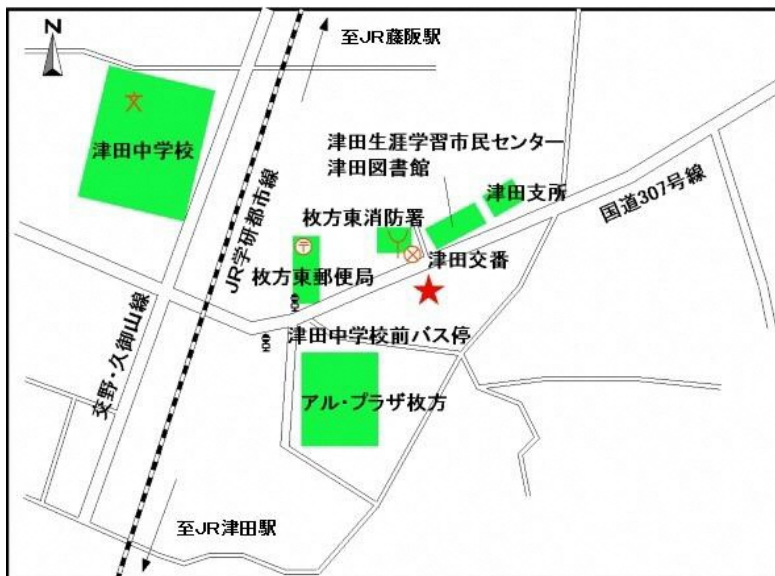 N
至JR藤阪駅
津田中学校
津田生涯学習市民センター
津田図書館
津田支所
国道307号線
枚方東消防署
JR学研都市線
枚方東郵便局
津田交番
交野・久御山線
津田中学校前バス停
アル・プラザ枚方
至JR津田駅